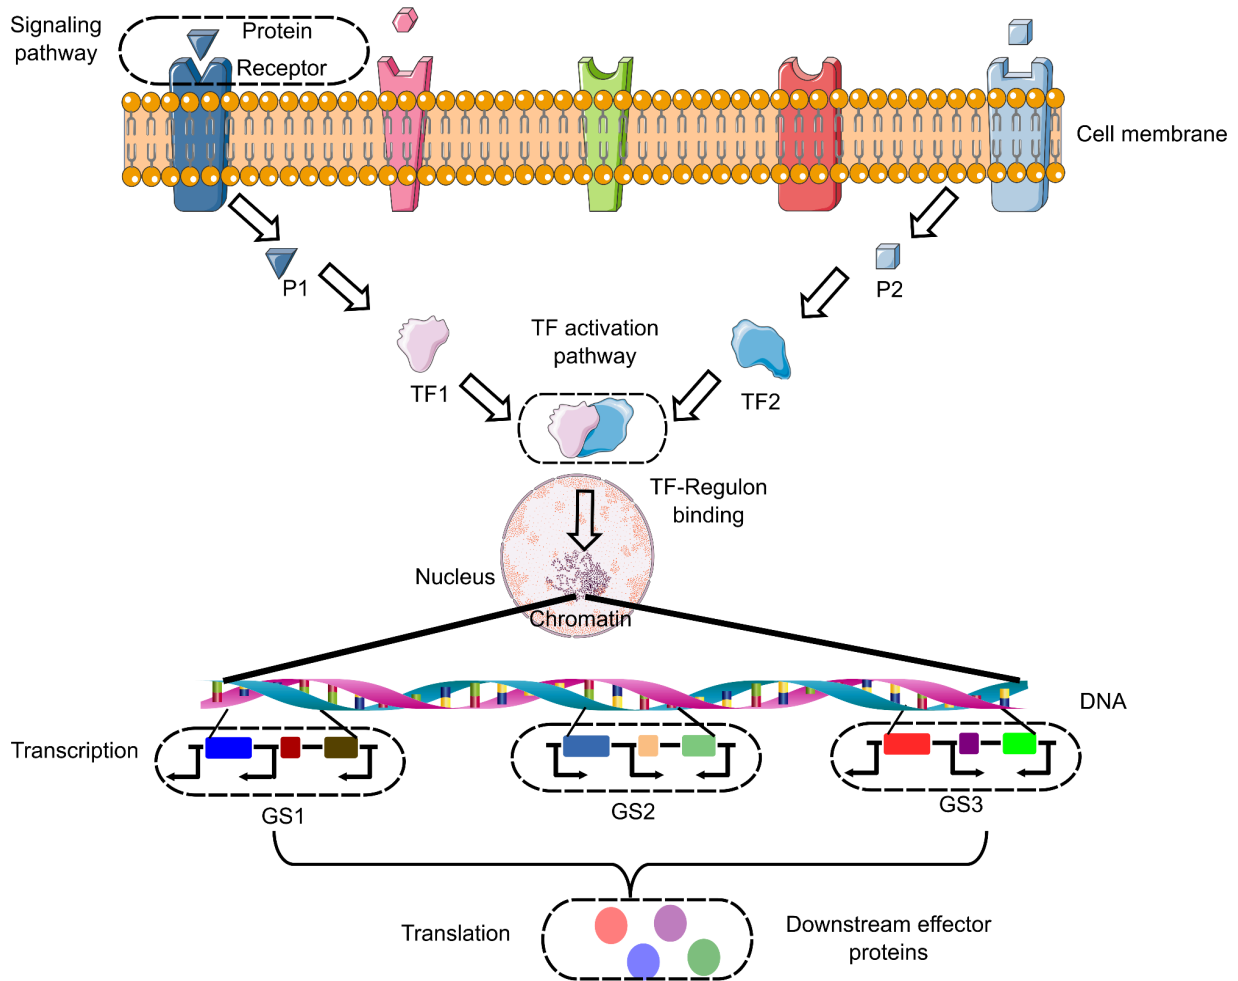 Signaling
pathway
Protein
Receptor
Cell membrane
P1
P2
TF activation
pathway
TF1
TF2
TF-Regulon
binding
Nucleus
Chromatin
DNA
Transcription
GS1
GS2
GS3
Translation
Downstream effector
proteins